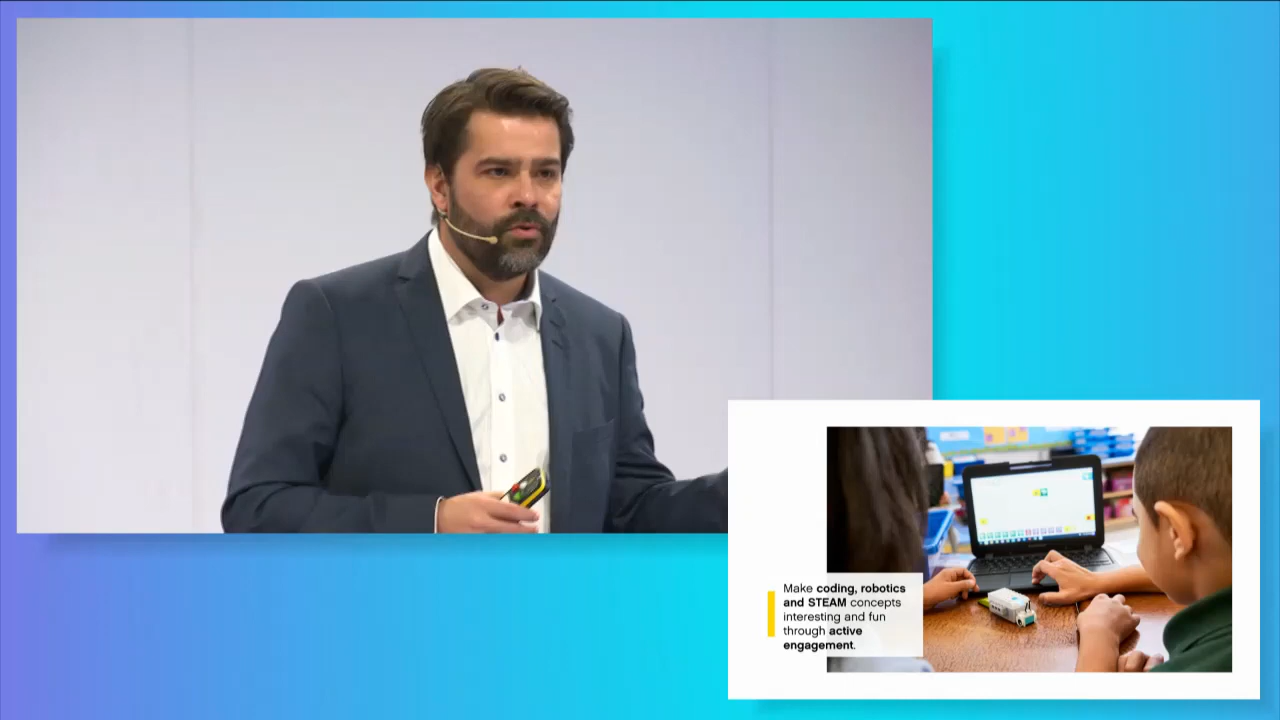 Make coding, robotics
and STEAM concepts
interesting and fun
through active
engagement.